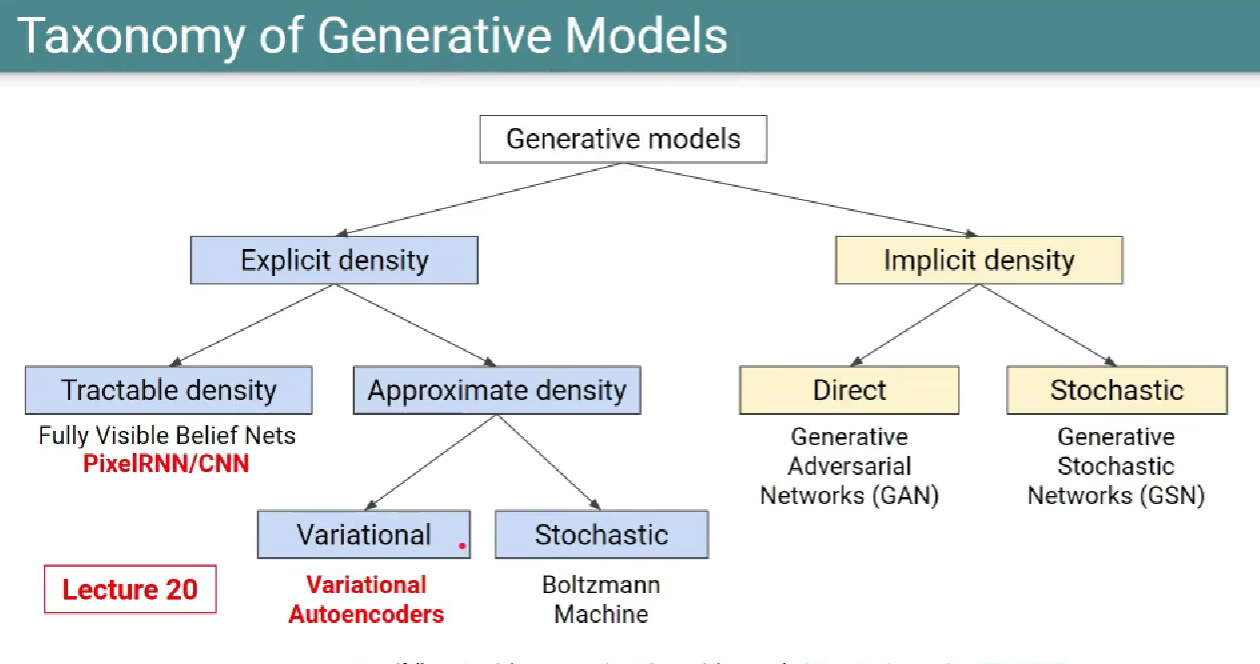 Taxonomy of Generative Models
Generative models
Explicit density
Implicit density
Tractable density
Approximate density
Direct
Stochastic
Fully Visible Belief Nets
PixelRNN/CNN
Generative
Adversarial
Networks (GAN)
Generative
Stochastic
Networks (GSN)
Variational
Stochastic
Lecture 20
Variational
Autoencoders
Boltzmann
Machine